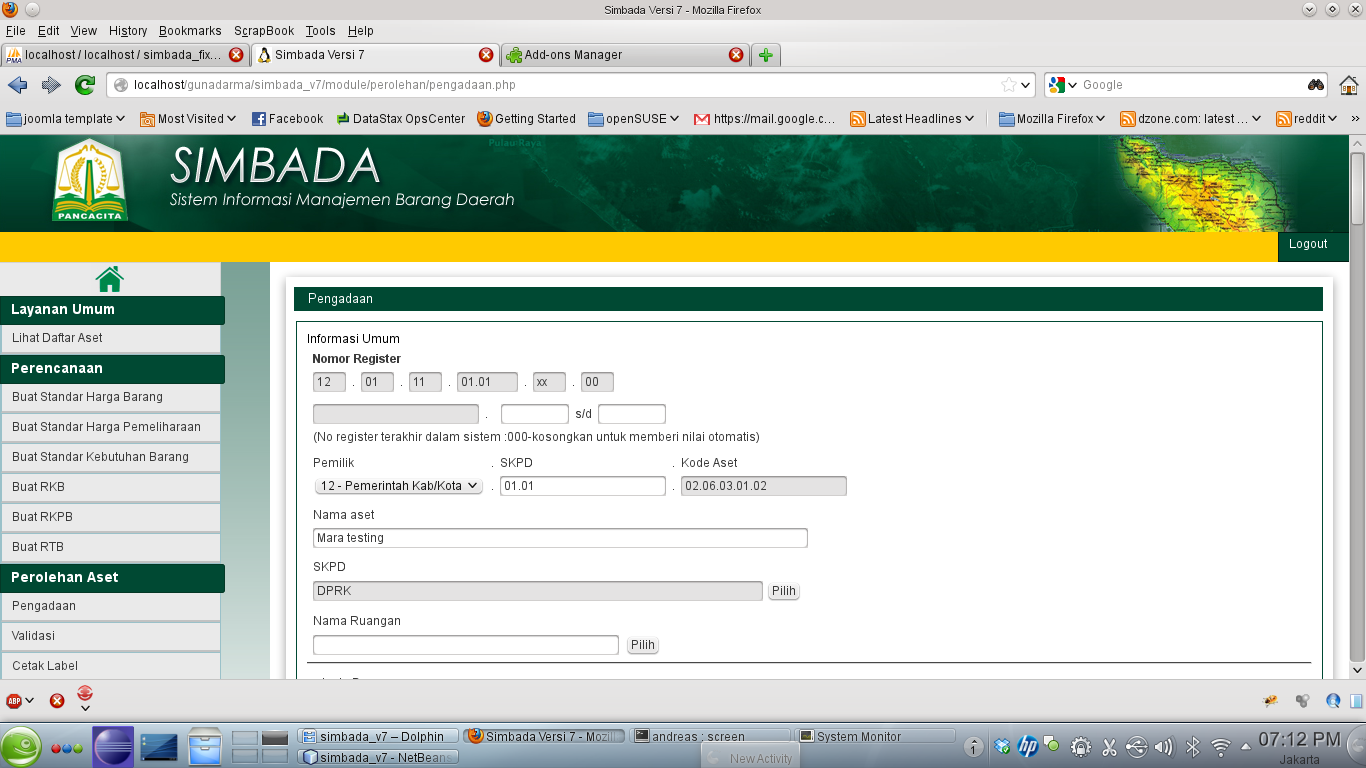 Simbada Versi 7 - Mozilla Firefox
File Edit View History Bookmarks ScrapBook Tools Help
PMA localhost / localhost / simbada_fix... Simbada Versi 7 Add-ons Manager
localhost/gunadarma/simbada_v7/module/perolehan/pengadaan.php Google
joomla template Most Visited Facebook DataStax OpsCenter Getting Started openSUSE https://mail.google.c... Latest Headlines Mozilla Firefox dzone.com: latest ... reddit »
Pulau Raya
SIMBADA
Sistem Informasi Manajemen Barang Daerah
PANCACITA
Logout
Layanan Umum
Lihat Daftar Aset
Perencanaan
Buat Standar Harga Barang
Buat Standar Harga Pemeliharaan
Buat Standar Kebutuhan Barang
Buat RKB
Buat RKPB
Buat RTB
Perolehan Aset
Pengadaan
Validasi
Cetak Label
Pengadaan
Informasi Umum
Nomor Register
12 . 01 . 11 . 01.01 . xx . 00
. s/d
(No register terakhir dalam sistem :000-kosongkan untuk memberi nilai otomatis)
Pemilik . SKPD . Kode Aset
12 - Pemerintah Kab/Kota . 01.01 . 02.06.03.01.02
Nama aset
Mara testing
SKPD
DPRK Pilih
Nama Ruangan
Pilih
ABP
simbada_v7 – Dolphin Simbada Versi 7 - Mozil andreas : screen System Monitor
simbada_v7 - NetBeans
New Activity
hp
07:12 PM
Jakarta